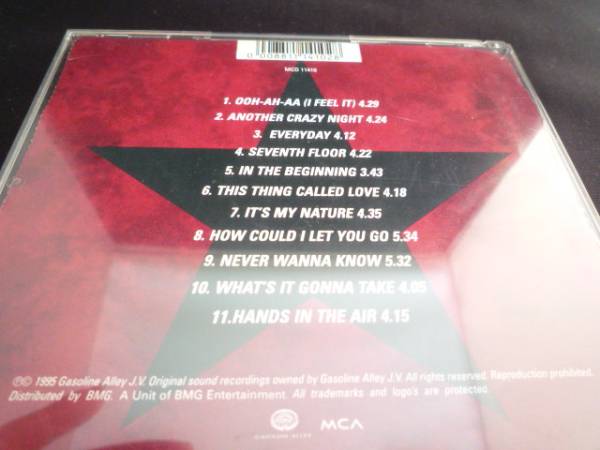 MCD 11410
1. OOH-AH-AA (I FEEL IT) 4.29
2. ANOTHER CRAZY NIGHT 4.24
3. EVERYDAY 4.12
4. SEVENTH FLOOR 4.22
5. IN THE BEGINNING 3.43
6. THIS THING CALLED LOVE 4.18
7. IT'S MY NATURE 4.35
8. HOW COULD I LET YOU GO 5.34
9. NEVER WANNA KNOW 5.32
10. WHAT'S IT GONNA TAKE 4.05
11.HANDS IN THE AIR 4.15
℗© 1995 Gasoline Alley J.V. Original sound recordings owned by Gasoline Alley J.V. All rights reserved. Reproduction prohibited.
Distributed by BMG. A Unit of BMG Entertainment. All trademarks and logo's are protected.
GASOLINE ALLEY
MCA